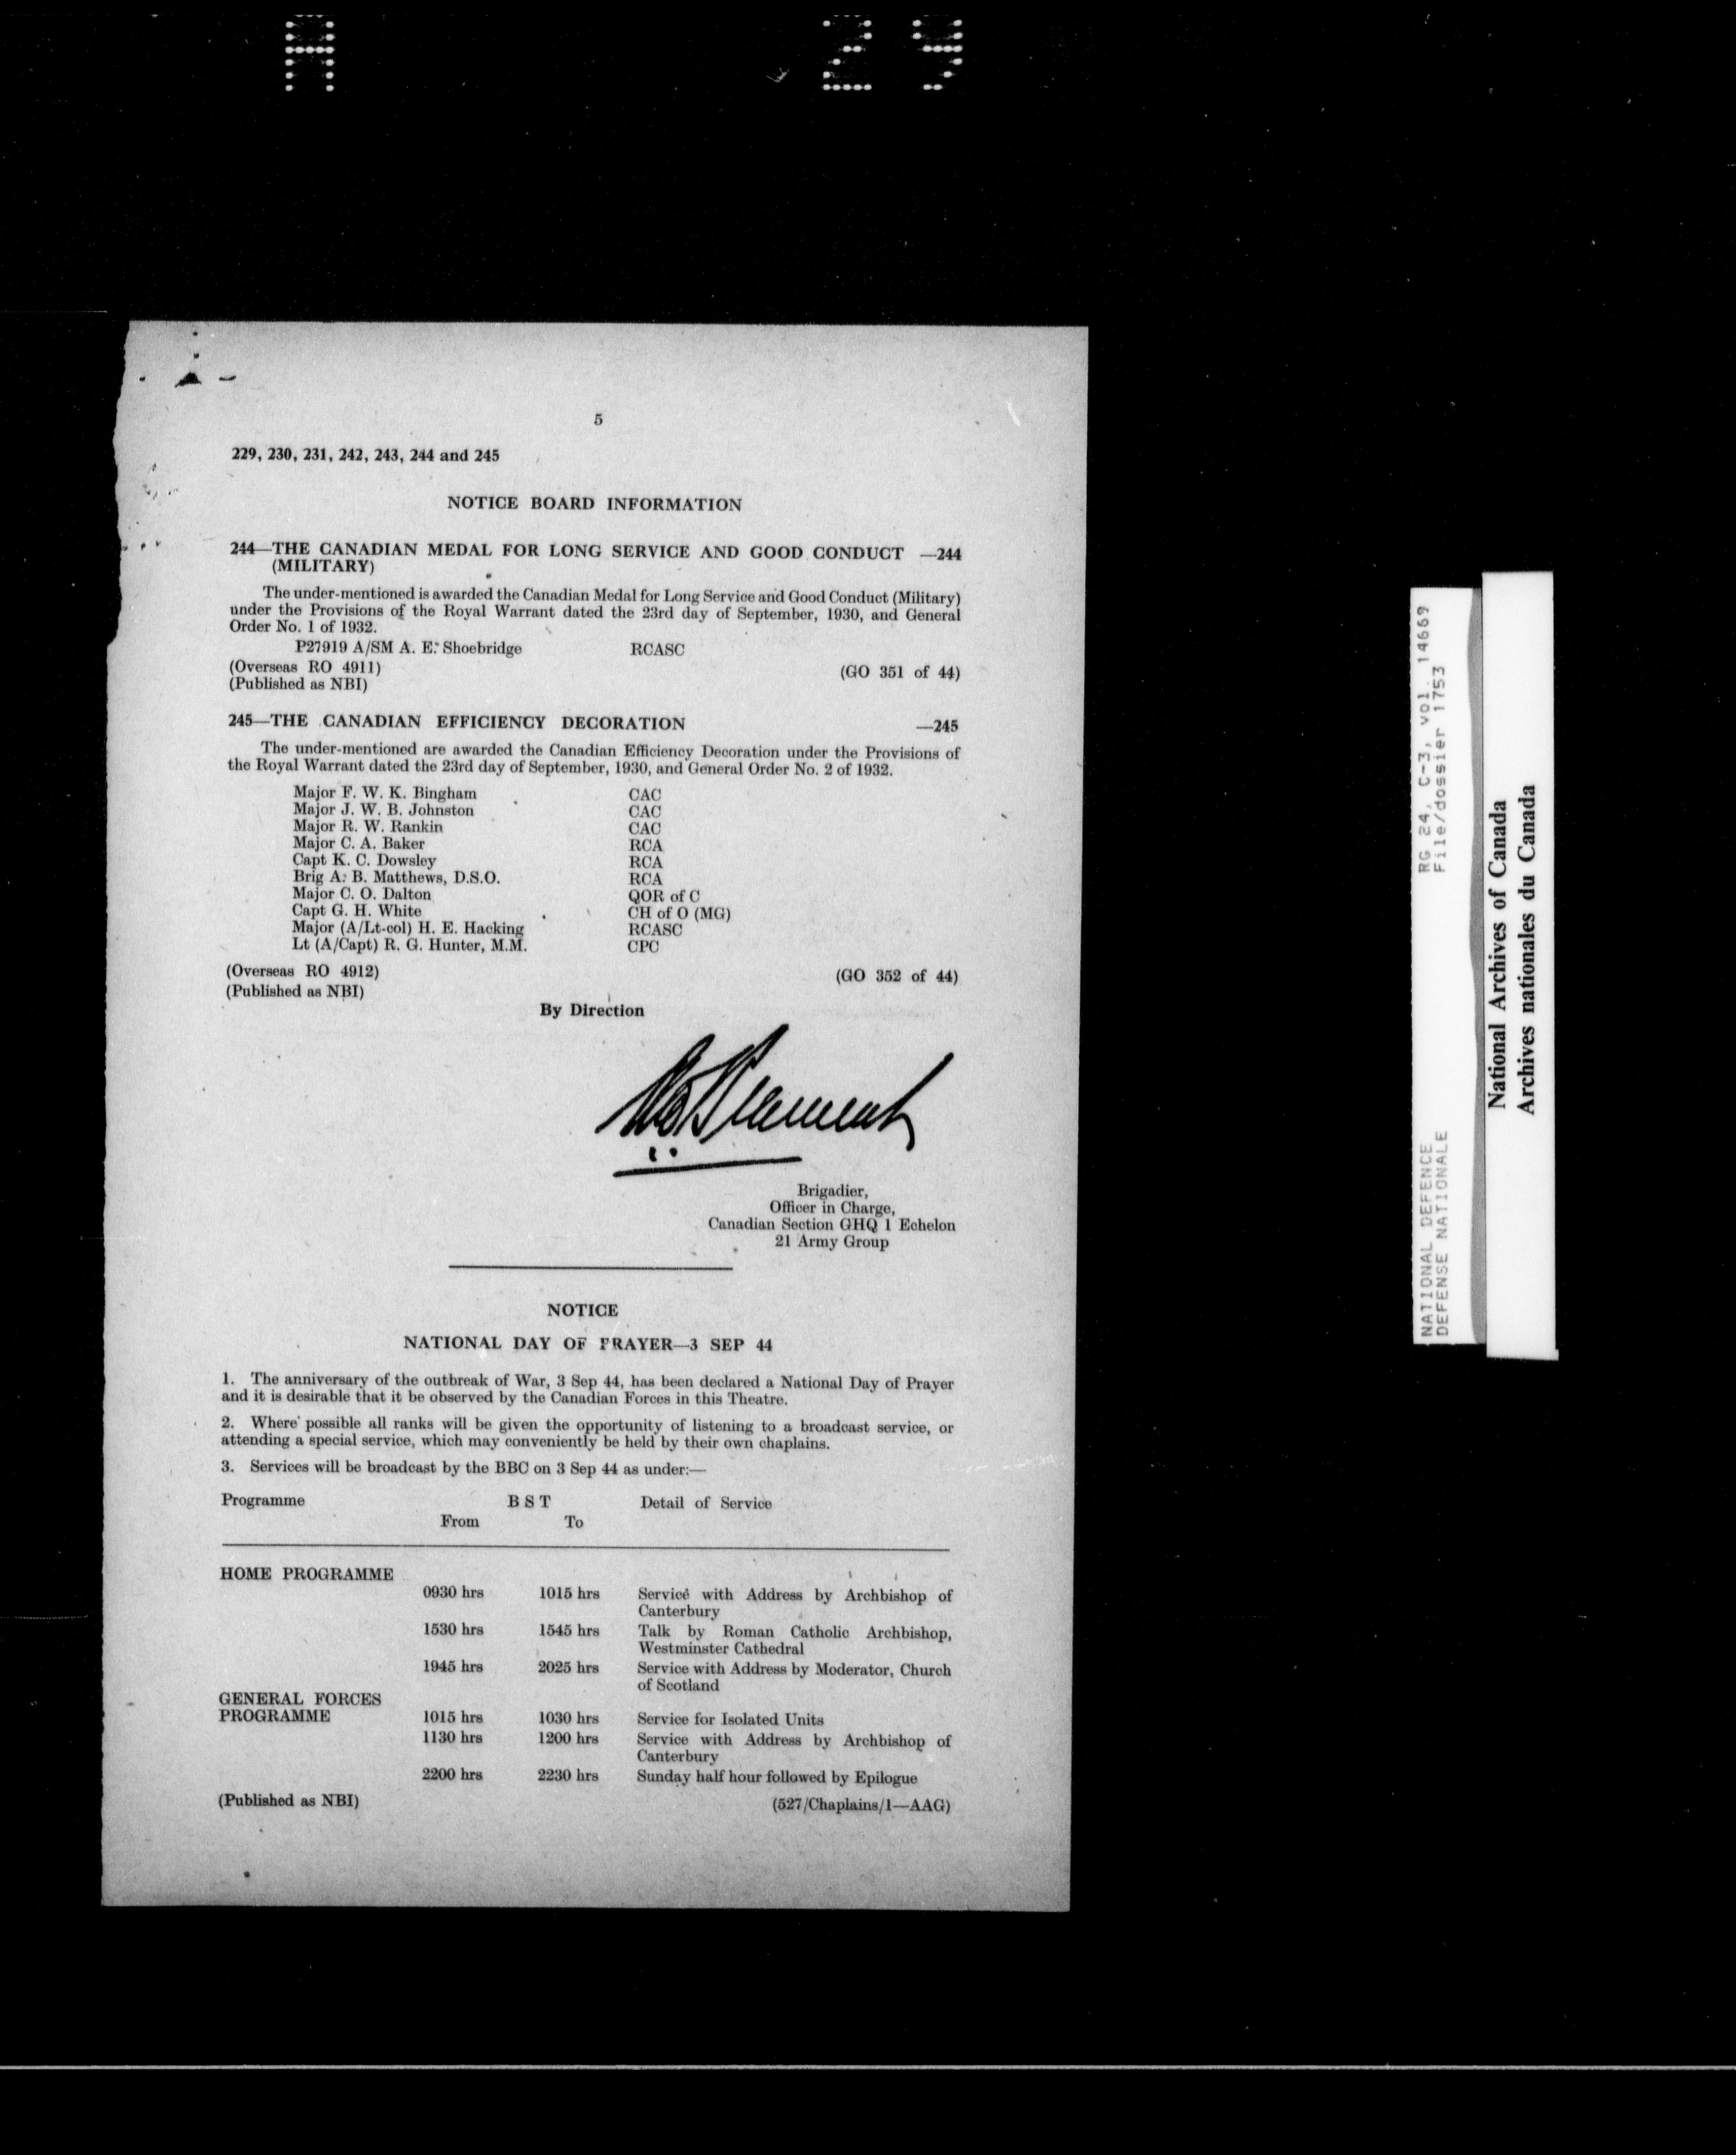 A 29
5
229, 230, 231, 242, 243, 244 and 245
NOTICE BOARD INFORMATION
244—THE CANADIAN MEDAL FOR LONG SERVICE AND GOOD CONDUCT —244
(MILITARY)
The under-mentioned is awarded the Canadian Medal for Long Service and Good Conduct (Military)
under the Provisions of the Royal Warrant dated the 23rd day of September, 1930, and General
Order No. 1 of 1932.
P27919 A/SM A. E. Shoebridge RCASC
(Overseas RO 4911)
(GO 351 of 44)
(Published as NBI)
245—THE CANADIAN EFFICIENCY DECORATION —245
The under-mentioned are awarded the Canadian Efficiency Decoration under the Provisions of
the Royal Warrant dated the 23rd day of September, 1930, and General Order No. 2 of 1932.
Major F. W. K. Bingham CAC
Major J. W. B. Johnston CAC
Major R. W. Rankin CAC
Major C. A. Baker RCA
Capt K. C. Dowsley RCA
Brig A. B. Matthews, D.S.O. RCA
Major C. O. Dalton QOR of C
Capt G. H. White CH of O (MG)
Major (A/Lt-col) H. E. Hacking RCASC
Lt (A/Capt) R. G. Hunter, M.M. CPC
(Overseas RO 4912) (GO 352 of 44)
(Published as NBI)
By Direction
Brigadier,
Officer in Charge,
Canadian Section GHQ 1 Echelon
21 Army Group
NOTICE
NATIONAL DAY OF PRAYER—3 SEP 44
1. The anniversary of the outbreak of War, 3 Sep 44, has been declared a National Day of Prayer
and it is desirable that it be observed by the Canadian Forces in this Theatre.
2. Where possible all ranks will be given the opportunity of listening to a broadcast service, or
attending a special service, which may conveniently be held by their own chaplains.
3. Services will be broadcast by the BBC on 3 Sep 44 as under:—
Programme B S T Detail of Service
From To
HOME PROGRAMME
0930 hrs 1015 hrs Service with Address by Archbishop of
Canterbury
1530 hrs 1545 hrs Talk by Roman Catholic Archbishop,
Westminster Cathedral
1945 hrs 2025 hrs Service with Address by Moderator, Church
of Scotland
GENERAL FORCES
PROGRAMME 1015 hrs 1030 hrs Service for Isolated Units
1130 hrs 1200 hrs Service with Address by Archbishop of
Canterbury
2200 hrs 2230 hrs Sunday half hour followed by Epilogue
(Published as NBI) (527/Chaplains/1—AAG)
NATIONAL DEFENCE RG 24, C-3, vol. 14669
DEFENSE NATIONALE File/dossier 1753
National Archives of Canada
Archives nationales du Canada